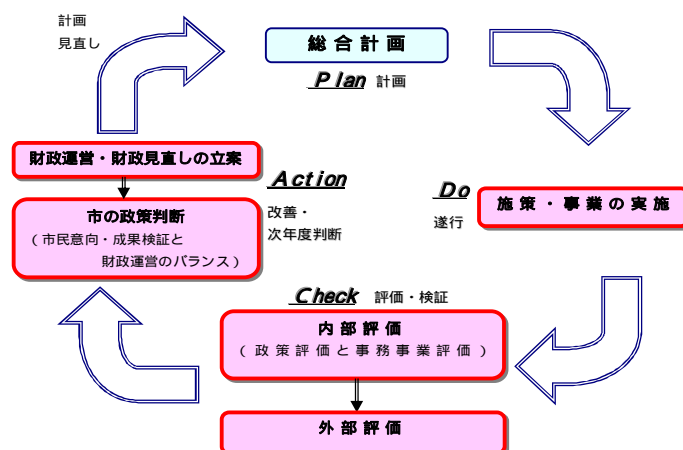 計画
見直し
総合計画
Plan 計画
財政運営・財政見直しの立案
Action
改善・
次年度判断
市の政策判断
(市民意向・成果検証と
財政運営のバランス)
Do
遂行
施策・事業の実施
Check 評価・検証
内部評価
(政策評価と事務事業評価)
外部評価